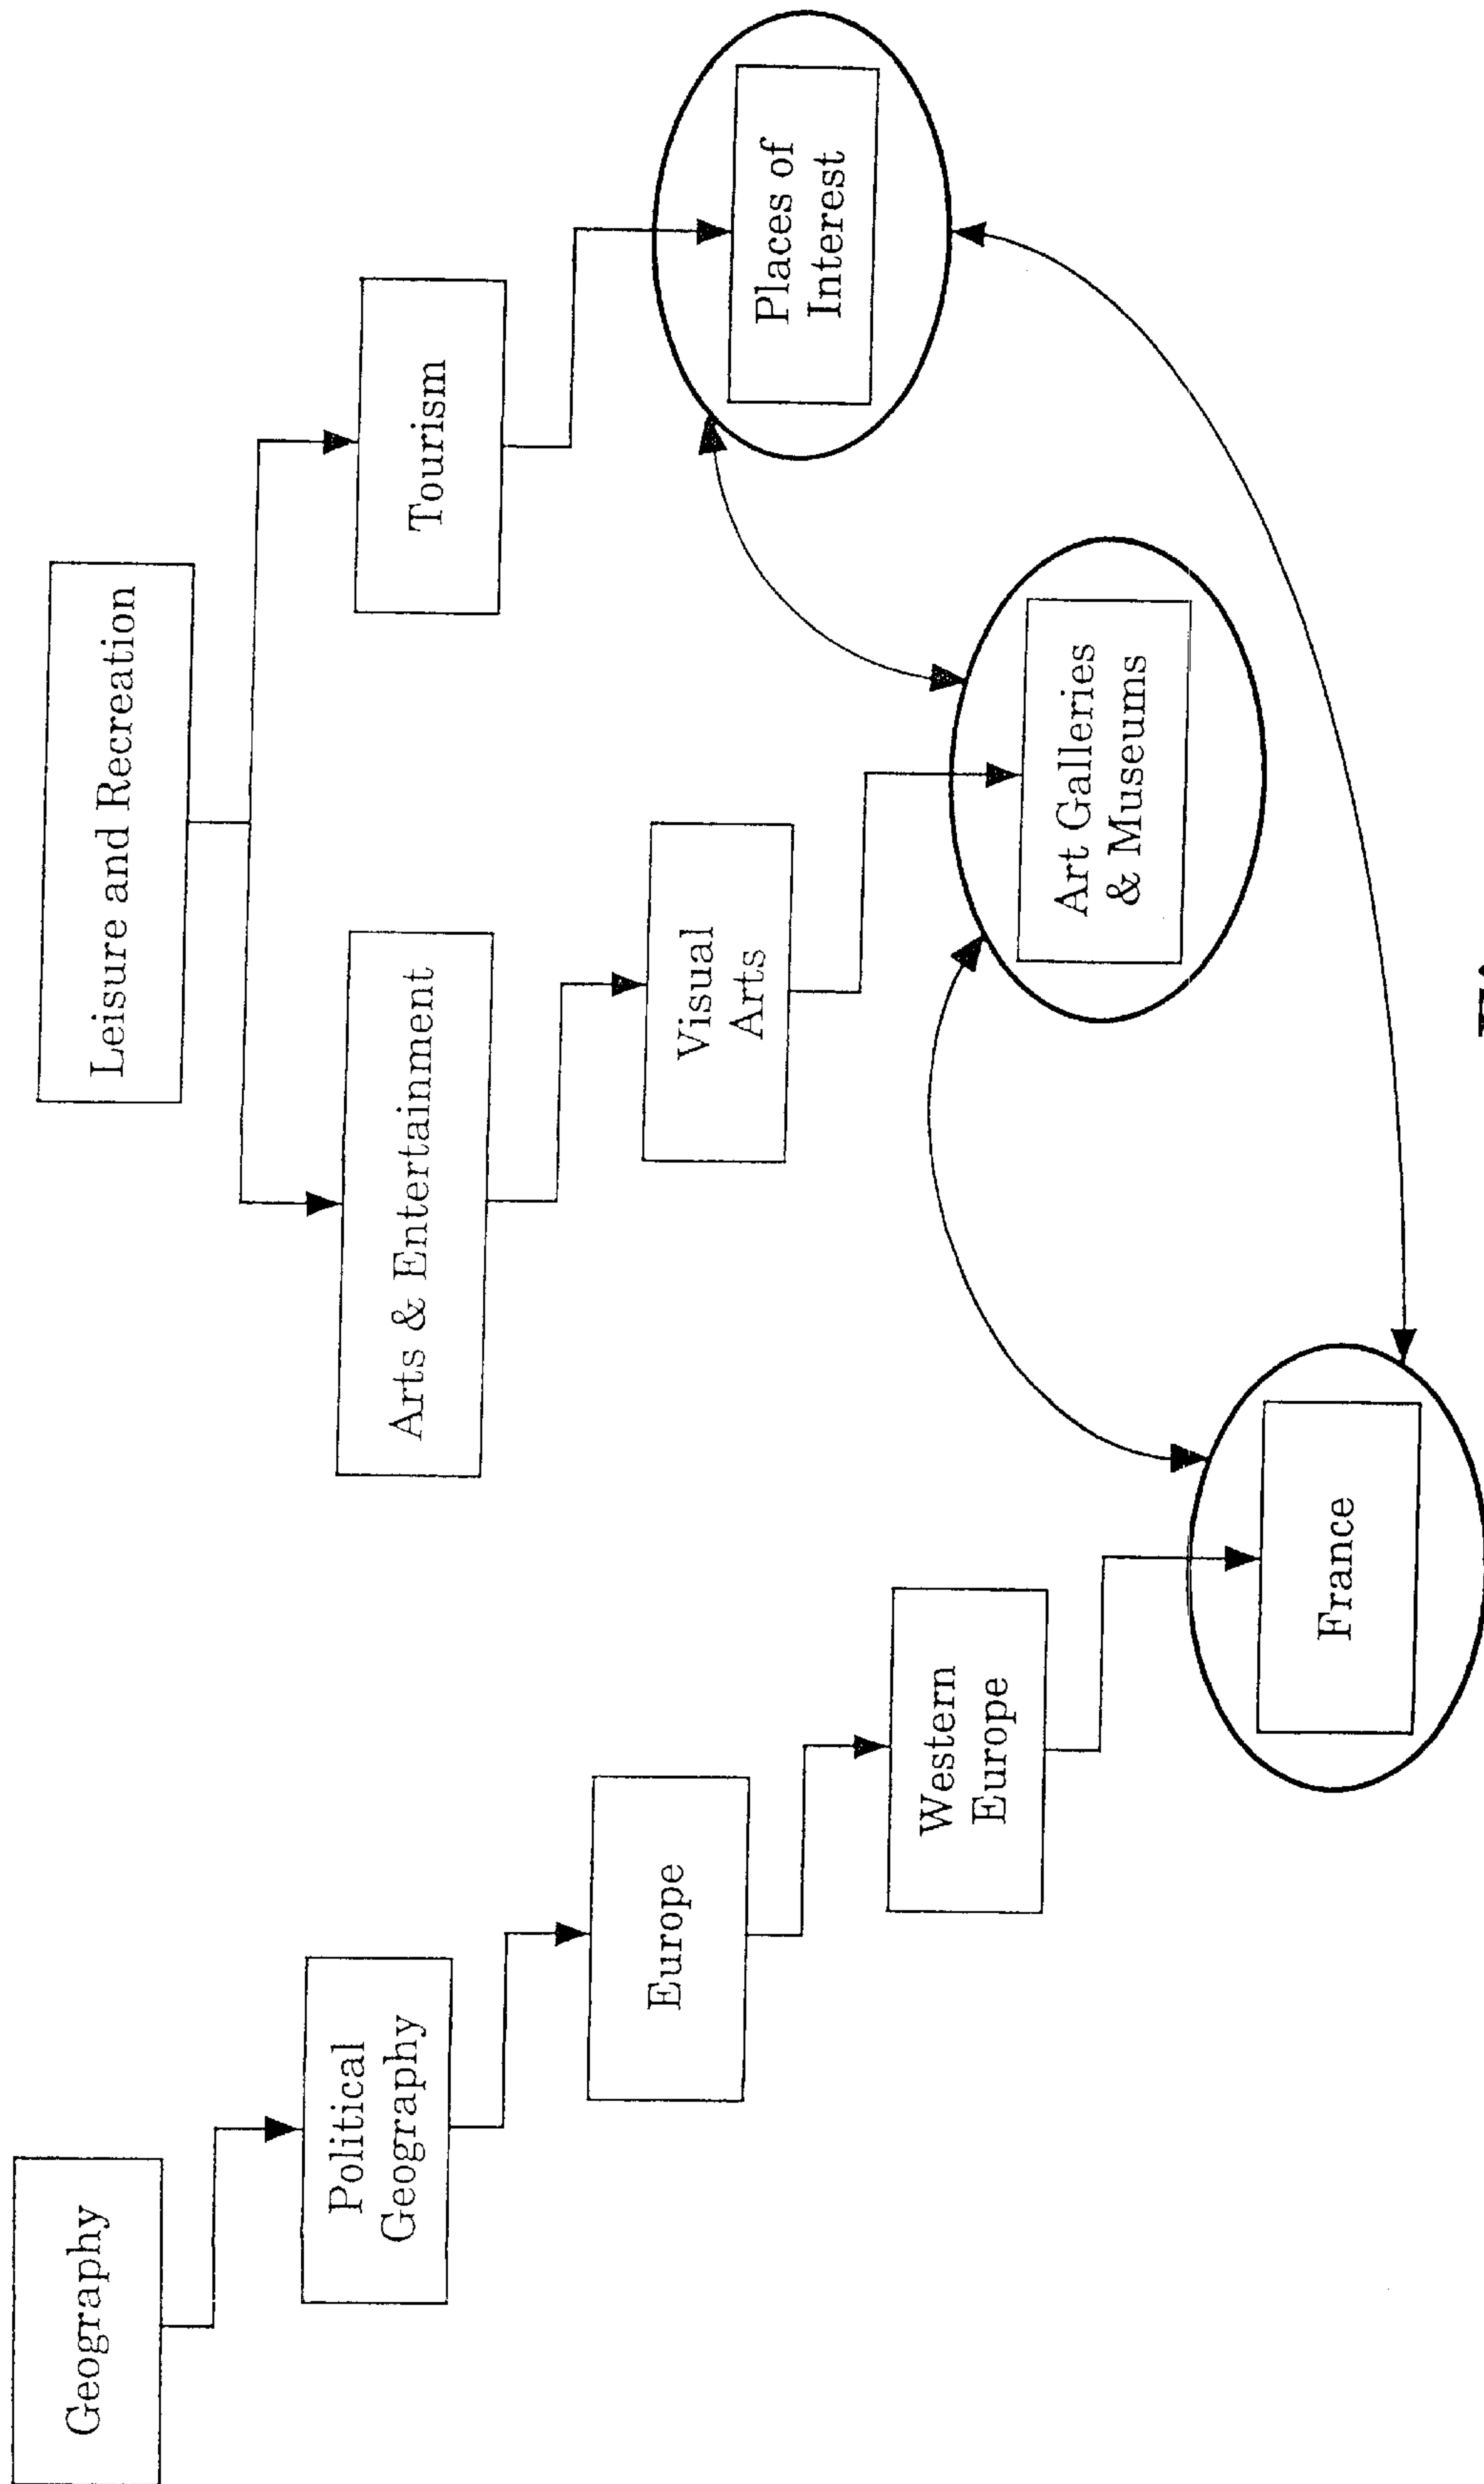 Geography
Political
Geography
Europe
Western
Europe
France
Leisure and Recreation
Arts & Entertainment
Visual
Arts
Art Galleries
& Museums
Tourism
Places of
Interest